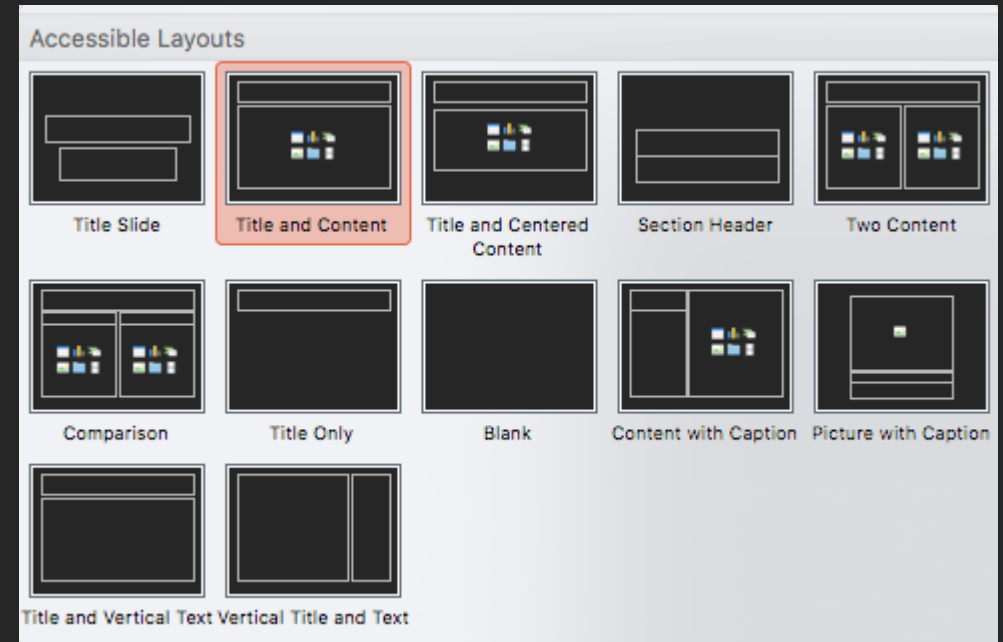 Accessible Layouts
Title Slide
Title and Content
Title and Centered
Content
Section Header
Two Content
Comparison
Title Only
Blank
Content with Caption
Picture with Caption
Title and Vertical Text
Vertical Title and Text